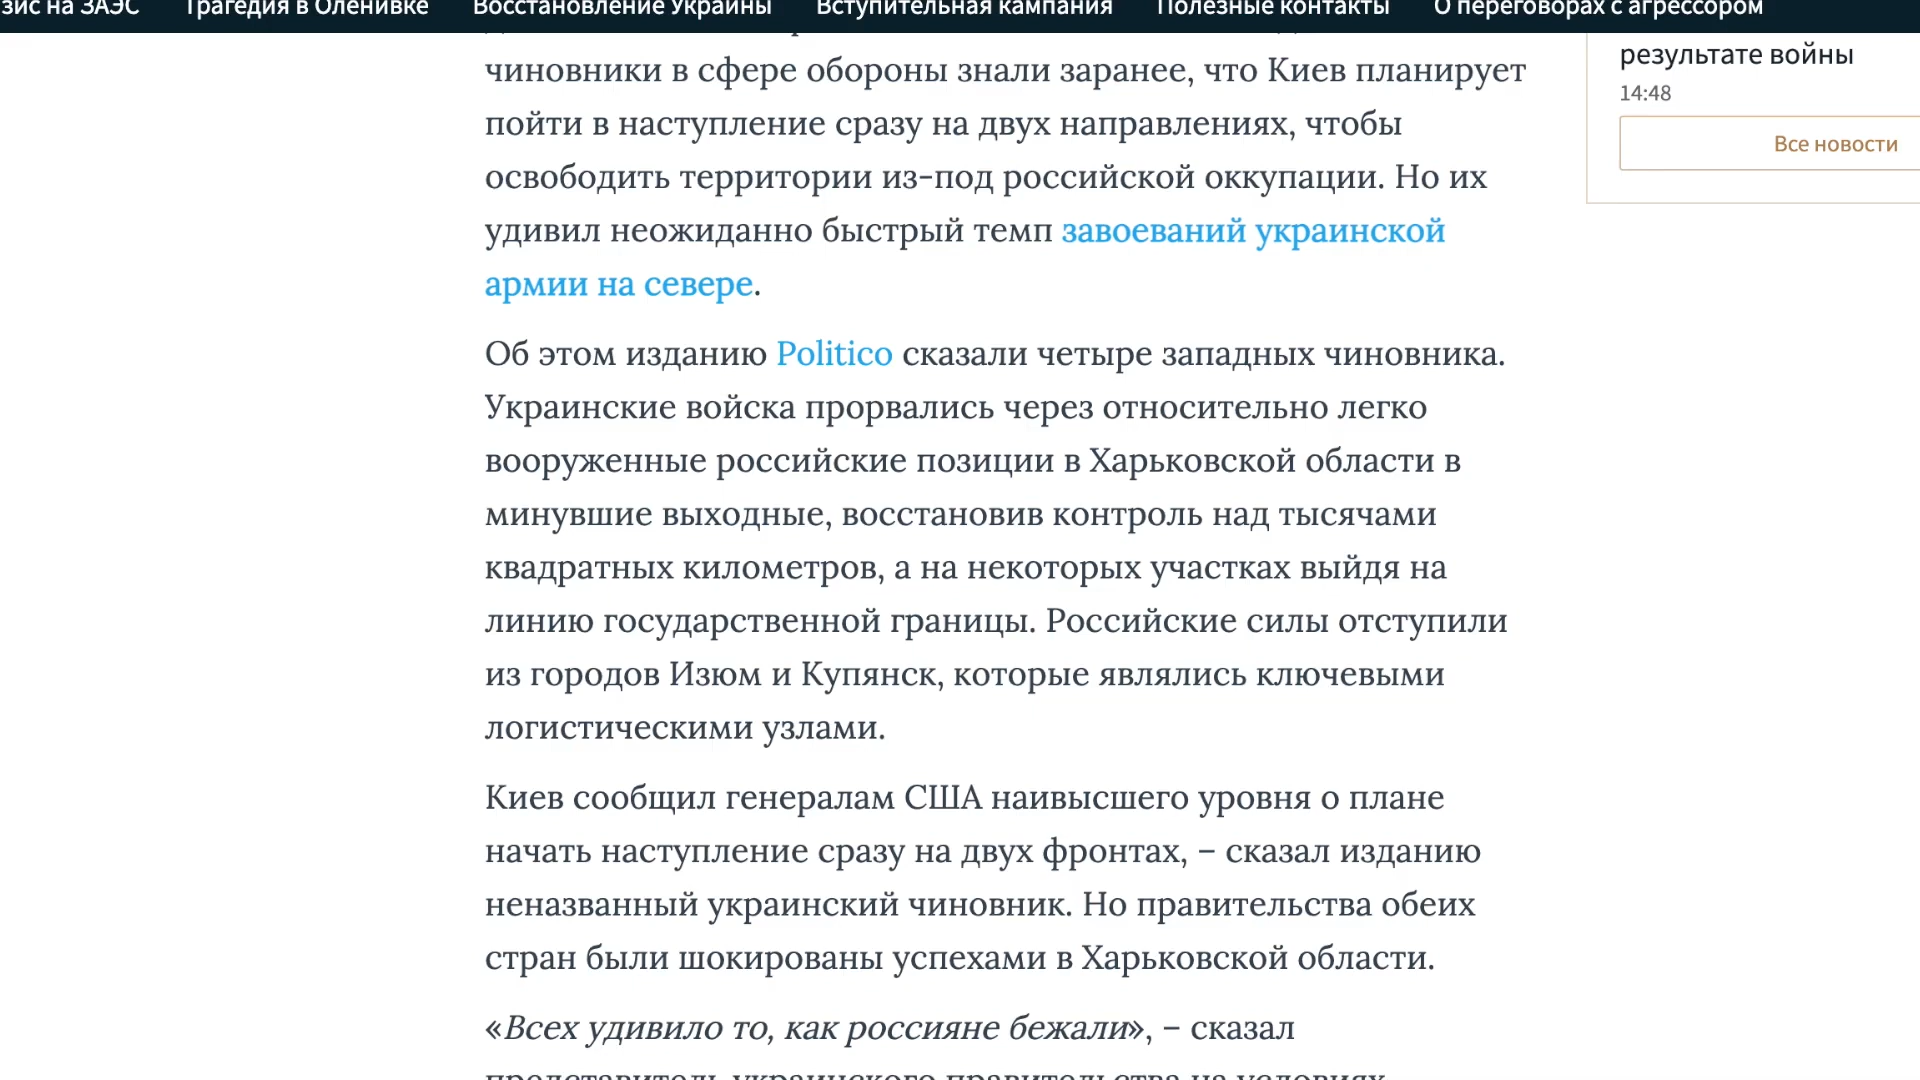 зис на ЗАЭС Трагедия в Оленивке Восстановление Украины Вступительная кампания Полезные контакты О переговорах с агрессором
чиновники в сфере обороны знали заранее, что Киев планирует
пойти в наступление сразу на двух направлениях, чтобы
освободить территории из-под российской оккупации. Но их
удивил неожиданно быстрый темп завоеваний украинской
армии на севере.
Об этом изданию Politico сказали четыре западных чиновника.
Украинские войска прорвались через относительно легко
вооруженные российские позиции в Харьковской области в
минувшие выходные, восстановив контроль над тысячами
квадратных километров, а на некоторых участках выйдя на
линию государственной границы. Российские силы отступили
из городов Изюм и Купянск, которые являлись ключевыми
логистическими узлами.
Киев сообщил генералам США наивысшего уровня о плане
начать наступление сразу на двух фронтах, – сказал изданию
неназванный украинский чиновник. Но правительства обеих
стран были шокированы успехами в Харьковской области.
«Всех удивило то, как россияне бежали», – сказал
представитель украинского правительства на условиях
результате войны
14:48
Все новости